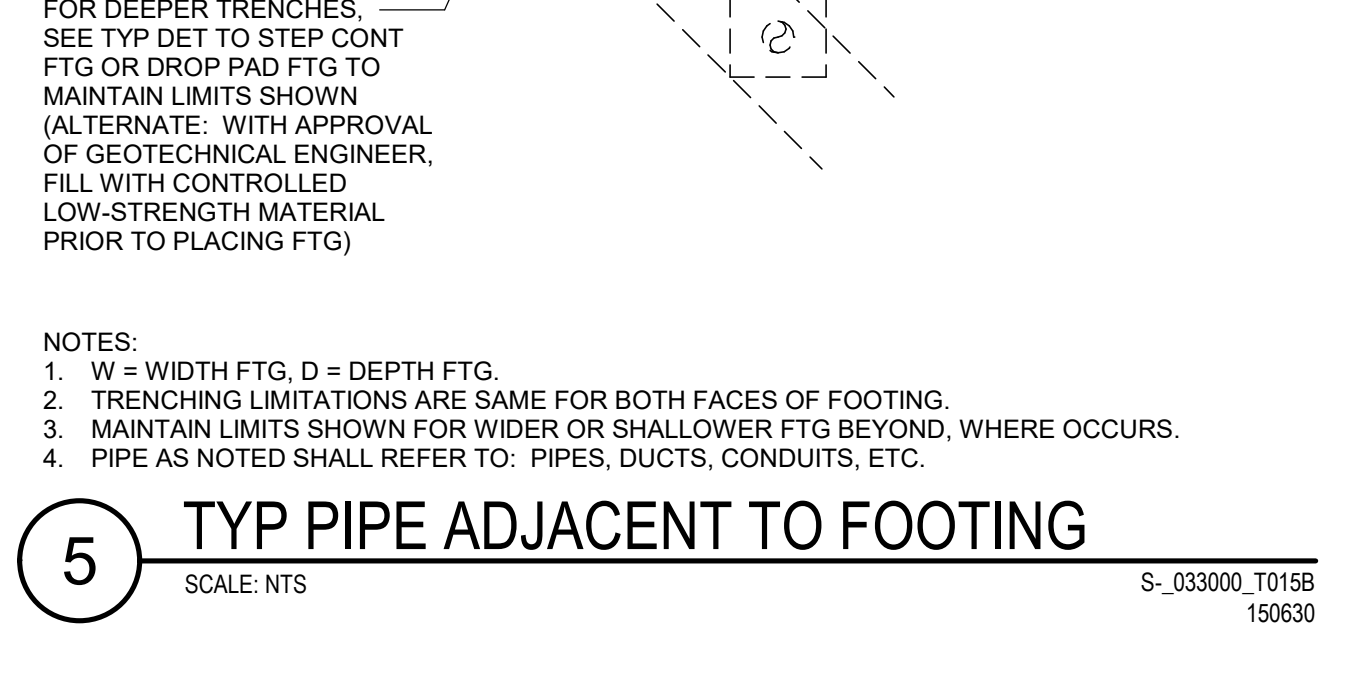 FOR DEEPER TRENCHES,
SEE TYP DET TO STEP CONT
FTG OR DROP PAD FTG TO
MAINTAIN LIMITS SHOWN
(ALTERNATE: WITH APPROVAL
OF GEOTECHNICAL ENGINEER,
FILL WITH CONTROLLED
LOW-STRENGTH MATERIAL
PRIOR TO PLACING FTG)
NOTES:
1. W = WIDTH FTG, D = DEPTH FTG.
2. TRENCHING LIMITATIONS ARE SAME FOR BOTH FACES OF FOOTING.
3. MAINTAIN LIMITS SHOWN FOR WIDER OR SHALLOWER FTG BEYOND, WHERE OCCURS.
4. PIPE AS NOTED SHALL REFER TO: PIPES, DUCTS, CONDUITS, ETC.
5 TYP PIPE ADJACENT TO FOOTING
SCALE: NTS
S-_033000_T015B
150630